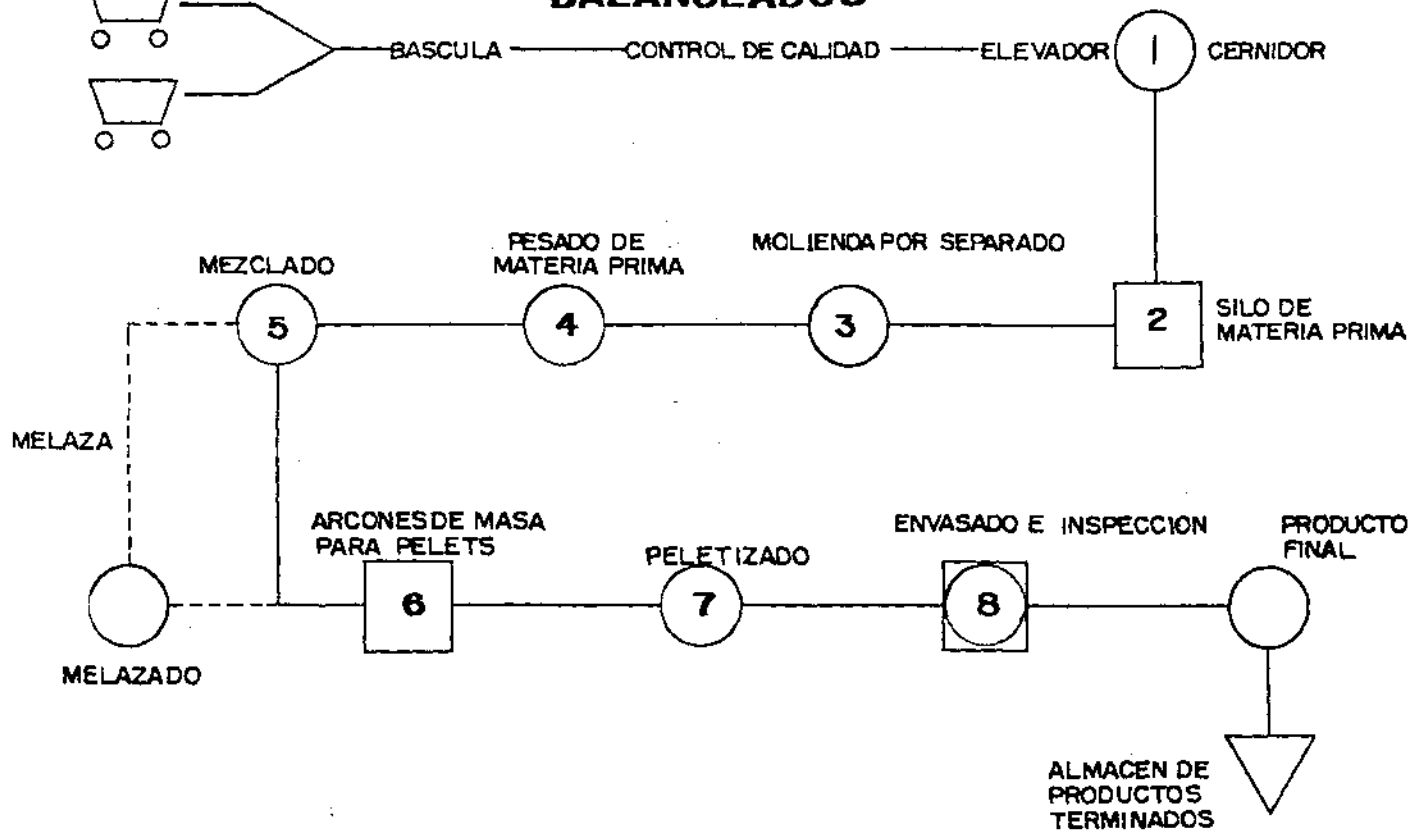 BASCULA
CONTROL DE CALIDAD
ELEVADOR
1
CERNIDOR
MEZCLADO
PESADO DE
MATERIA PRIMA
MOLIENDA POR SEPARADO
5
4
3
2
SILO DE
MATERIA PRIMA
MELAZA
ARCONES DE MASA
PARA PELETS
PELETIZADO
ENVASADO E INSPECCION
PRODUCTO
FINAL
6
7
8
MELAZADO
ALMACEN DE
PRODUCTOS
TERMINADOS